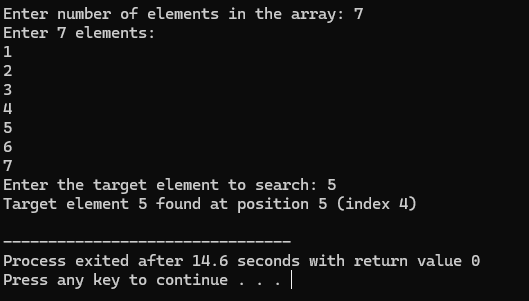 Enter number of elements in the array: 7
Enter 7 elements:
1
2
3
4
5
6
7
Enter the target element to search: 5
Target element 5 found at position 5 (index 4)
--------------------------------
Process exited after 14.6 seconds with return value 0
Press any key to continue . . .